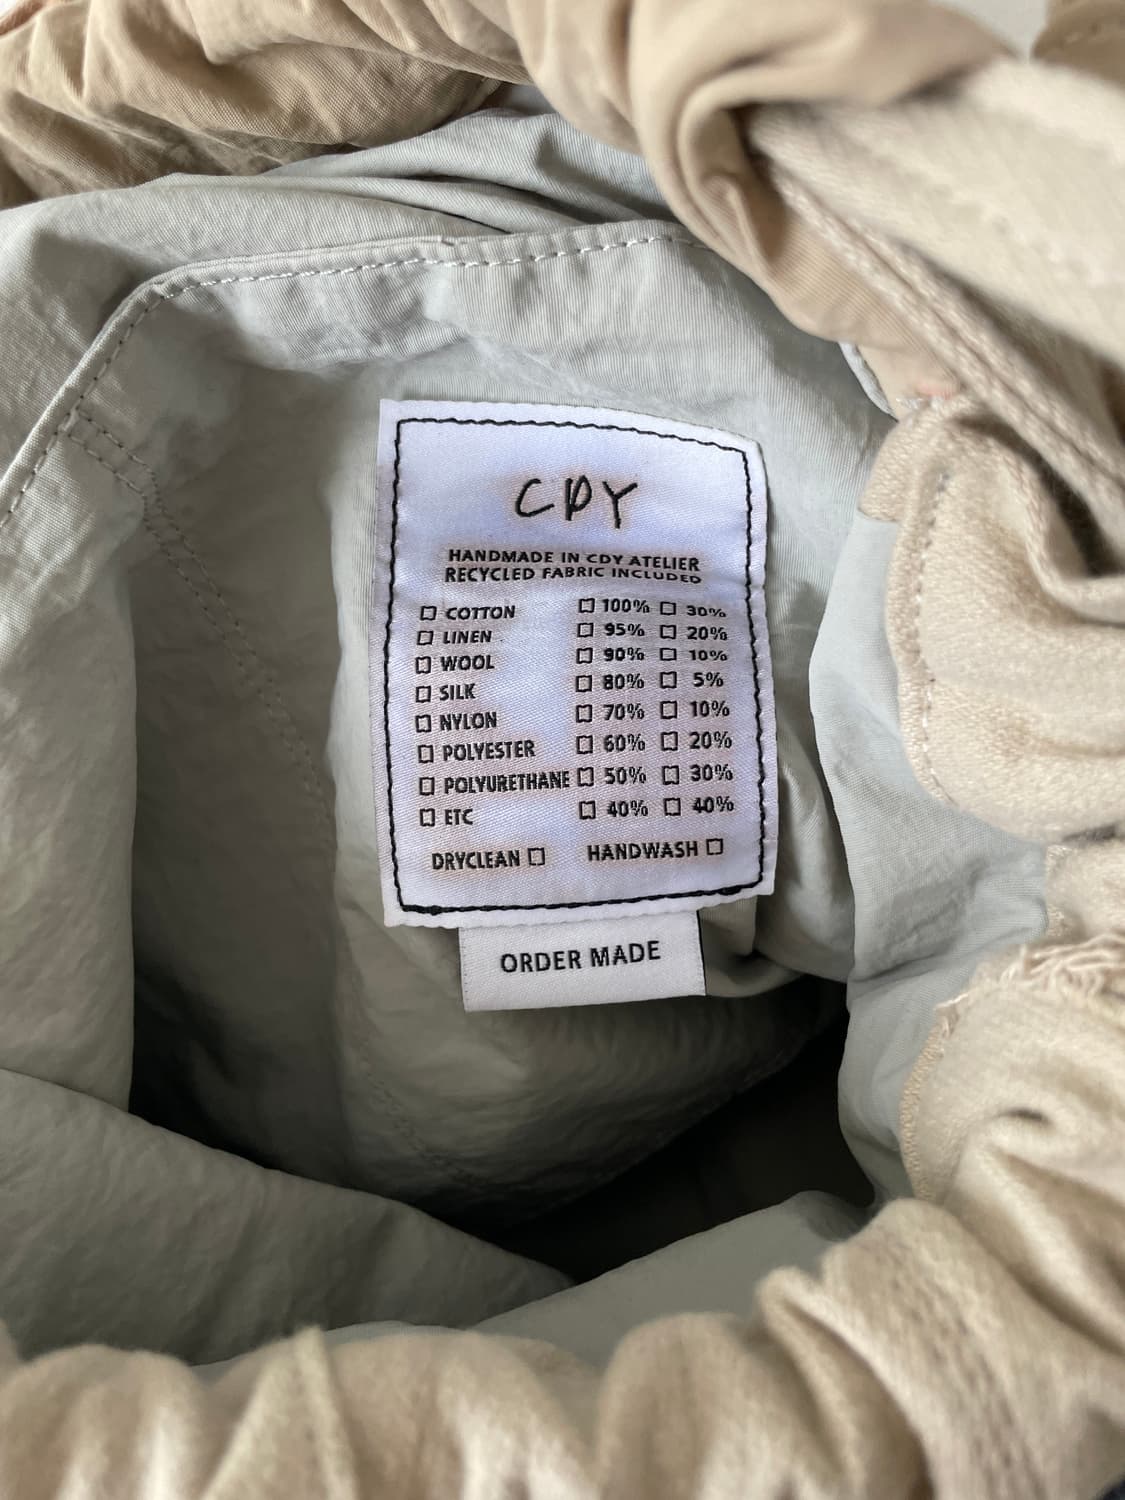 CDY
HANDMADE IN CDY ATELIER
RECYCLED FABRIC INCLUDED
☐ COTTON ☐ 100% ☐ 30%
☐ LINEN ☐ 95% ☐ 20%
☐ WOOL ☐ 90% ☐ 10%
☐ SILK ☐ 80% ☐ 5%
☐ NYLON ☐ 70% ☐ 10%
☐ POLYESTER ☐ 60% ☐ 20%
☐ POLYURETHANE ☐ 50% ☐ 30%
☐ ETC ☐ 40% ☐ 40%
DRYCLEAN ☐ HANDWASH ☐
ORDER MADE